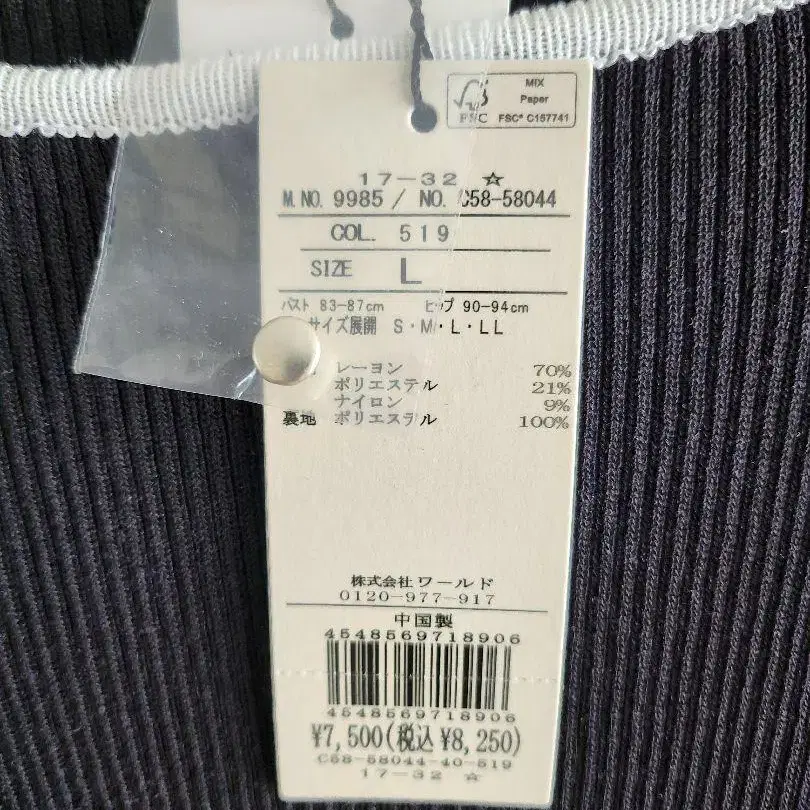 MIX
Paper
FSC
FSC® C157741
17-32 ☆
M.NO. 9985 / NO. C58-58044
COL. 519
SIZE L
バスト 83-87cm ヒップ 90-94cm
サイズ展開 S・M・L・LL
レーヨン 70%
ポリエステル 21%
ナイロン 9%
裏地 ポリエステル 100%
株式会社ワールド
0120-977-917
中国製
4548569718906
4548569718906
¥7,500(税込 ¥8,250)
C58-58044-40-519
17-32 ☆